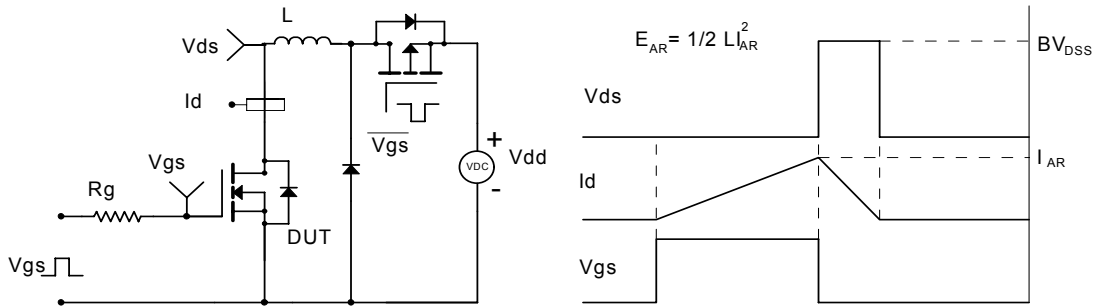 L
Vds
Id
Vgs
Vgs
Rg
DUT
Vgs
VDC
+
-
Vdd
E_AR = 1/2 LI²_AR
BV_DSS
Vds
I_AR
Id
Vgs